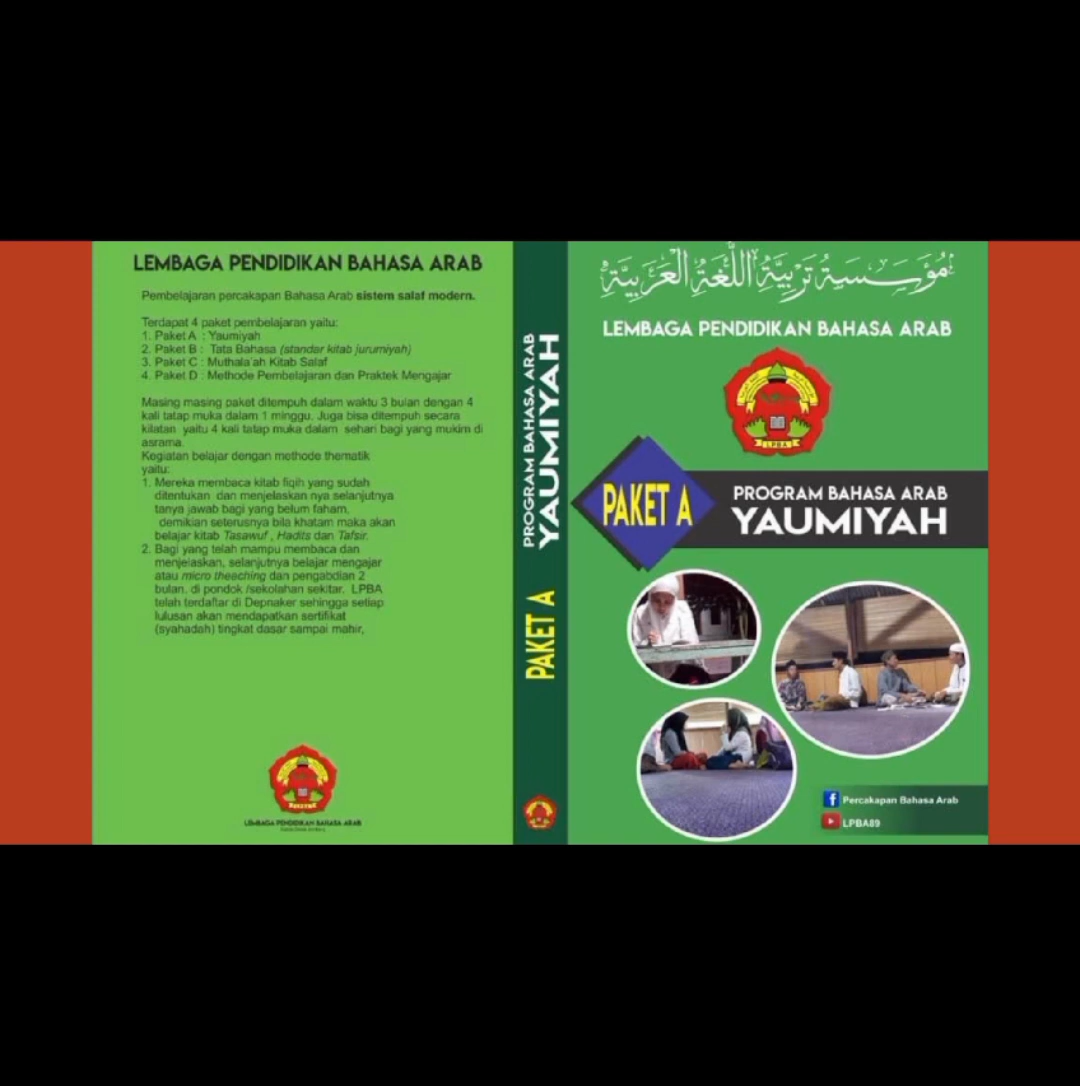 LEMBAGA PENDIDIKAN BAHASA ARAB
Pembelajaran percakapan Bahasa Arab sistem salaf modern.
Terdapat 4 paket pembelajaran yaitu:
1. Paket A : Yaumiyah
2. Paket B : Tata Bahasa (standar kitab jurumiyah)
3. Paket C : Muthala'ah Kitab Salaf
4. Paket D : Methode Pembelajaran dan Praktek Mengajar
Masing masing paket ditempuh dalam waktu 3 bulan dengan 4
kali tatap muka dalam 1 minggu. Juga bisa ditempuh secara
kilatan yaitu 4 kali tatap muka dalam sehari bagi yang mukim di
asrama.
Kegiatan belajar dengan methode thematik
yaitu:
1. Mereka membaca kitab fiqih yang sudah
ditentukan dan menjelaskan nya selanjutnya
tanya jawab bagi yang belum faham.
demikian seterusnya bila khatam maka akan
belajar kitab Tasawuf , Hadits dan Tafsir.
2. Bagi yang telah mampu membaca dan
menjelaskan, selanjutnya belajar mengajar
atau micro theaching dan pengabdian 2
bulan. di pondok /sekolahan sekitar. LPBA
telah terdaftar di Depnaker sehingga setiap
lulusan akan mendapatkan sertifikat
(syahadah) tingkat dasar sampai mahir,
LEMBAGA PENDIDIKAN BAHASA ARAB
PROGRAM BAHASA ARAB
YAUMIYAH
PAKET A
مُؤَسَسَةُ تَرْبِيَّةُ اللُّغَةُ الْعَرَبِيَّةُ
LEMBAGA PENDIDIKAN BAHASA ARAB
LPBA
PAKET A
PROGRAM BAHASA ARAB
YAUMIYAH
Percakapan Bahasa Arab
LPBA89